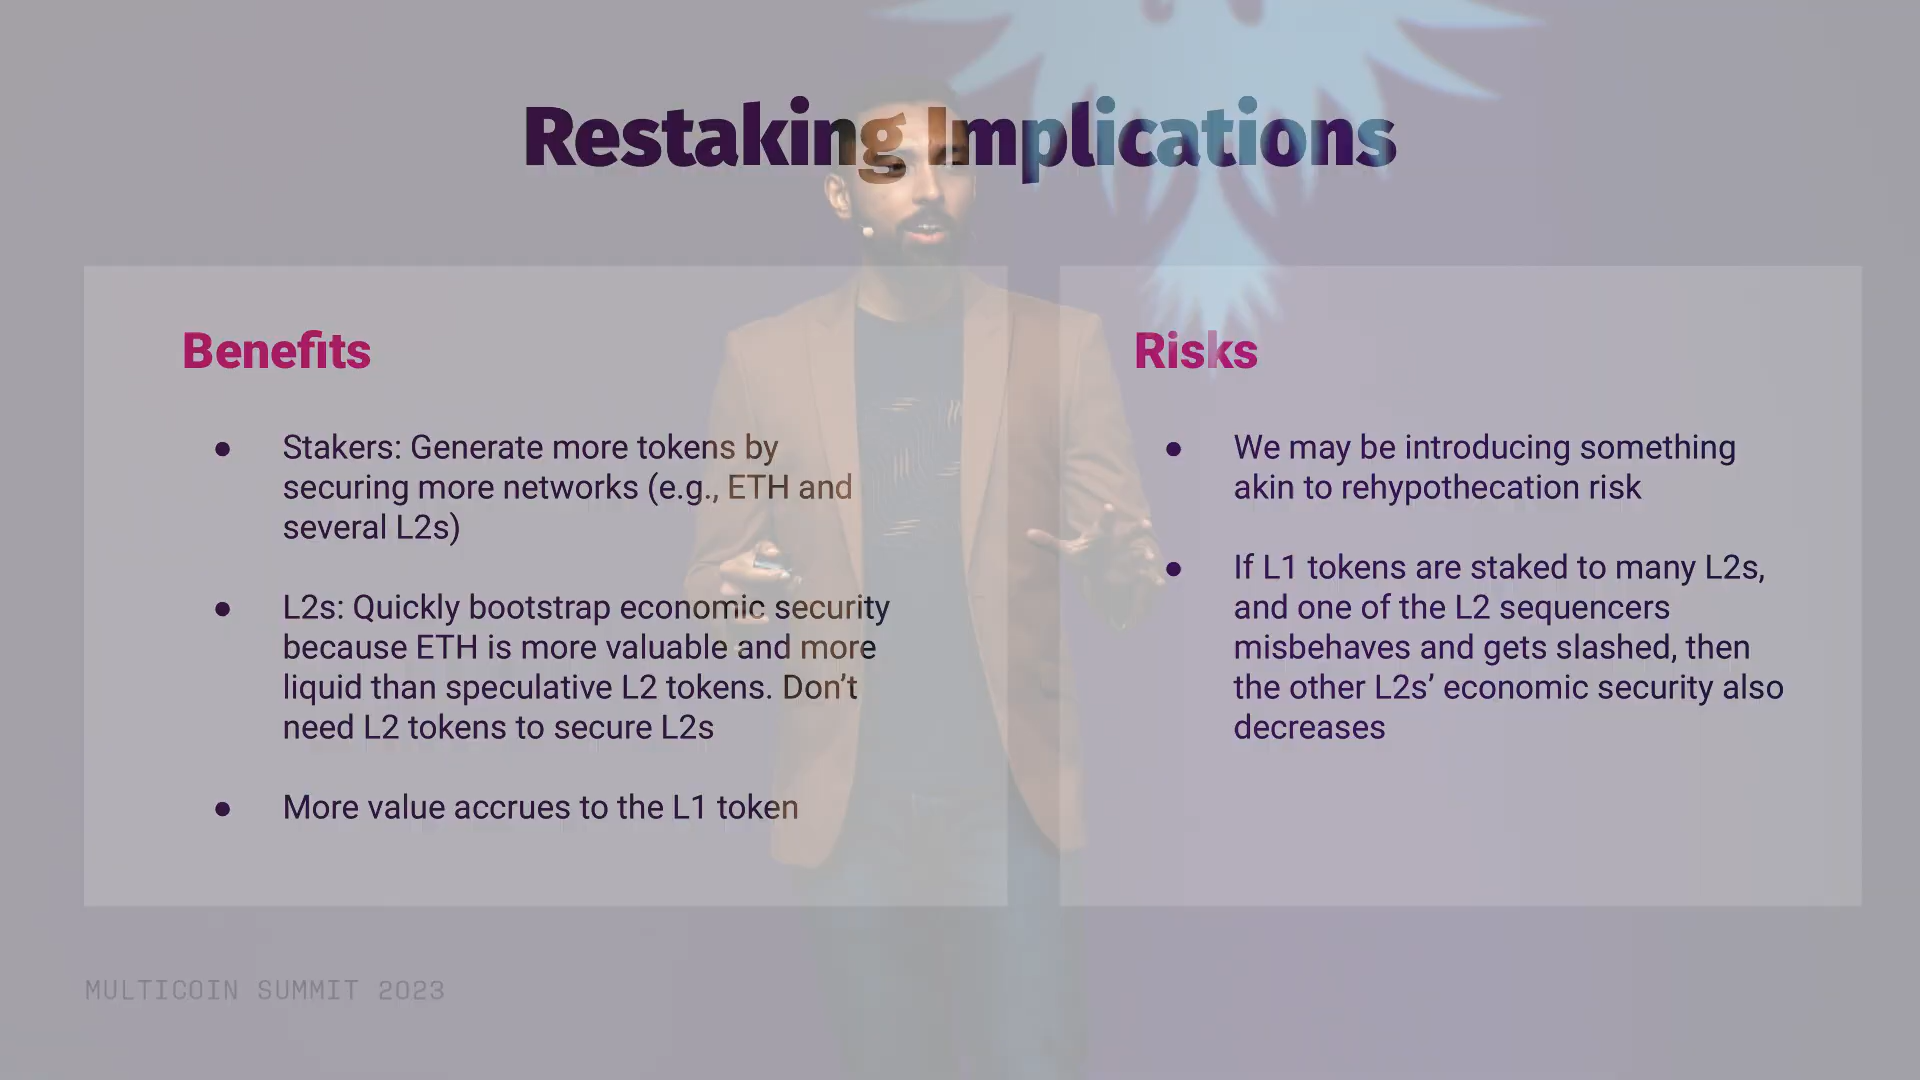 Restaking Implications
Benefits
● Stakers: Generate more tokens by
securing more networks (e.g., ETH and
several L2s)
● L2s: Quickly bootstrap economic security
because ETH is more valuable and more
liquid than speculative L2 tokens. Don’t
need L2 tokens to secure L2s
● More value accrues to the L1 token
Risks
● We may be introducing something
akin to rehypothecation risk
● If L1 tokens are staked to many L2s,
and one of the L2 sequencers
misbehaves and gets slashed, then
the other L2s’ economic security also
decreases
MULTICOIN SUMMIT 2023